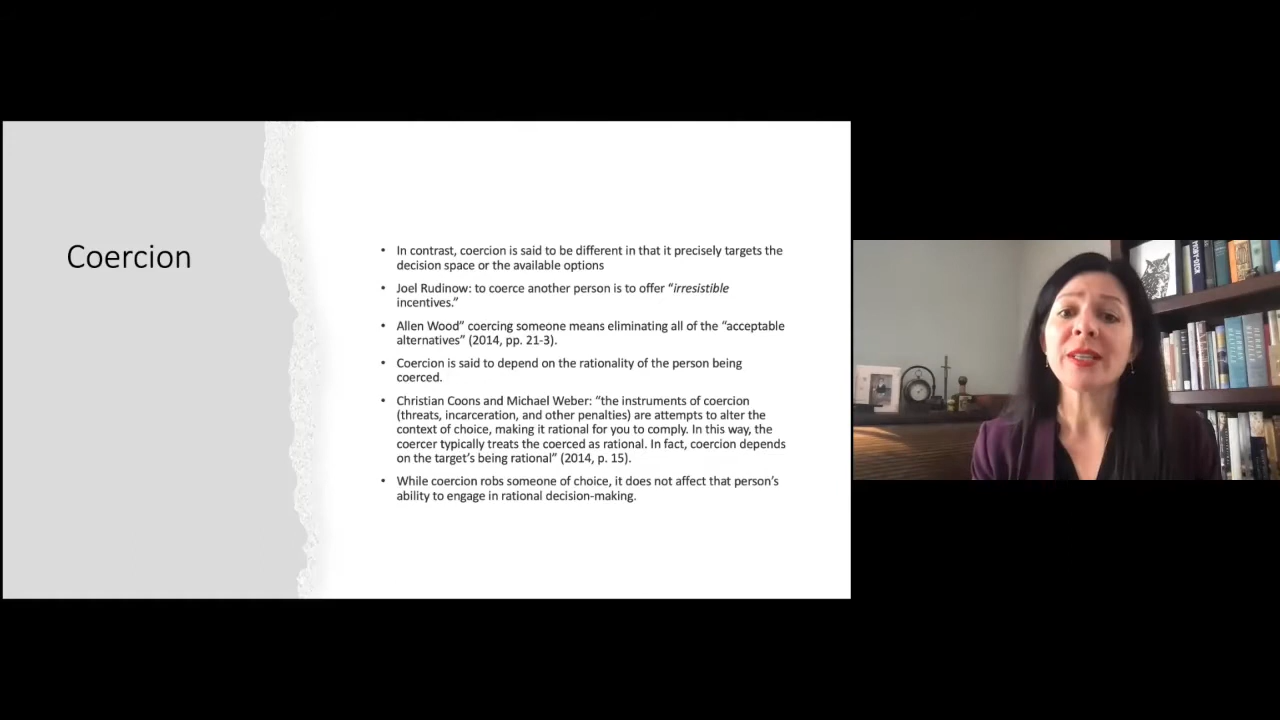 Coercion
• In contrast, coercion is said to be different in that it precisely targets the
decision space or the available options
• Joel Rudinow: to coerce another person is to offer “irresistible
incentives.”
• Allen Wood” coercing someone means eliminating all of the “acceptable
alternatives” (2014, pp. 21-3).
• Coercion is said to depend on the rationality of the person being
coerced.
• Christian Coons and Michael Weber: “the instruments of coercion
(threats, incarceration, and other penalties) are attempts to alter the
context of choice, making it rational for you to comply. In this way, the
coercer typically treats the coerced as rational. In fact, coercion depends
on the target’s being rational” (2014, p. 15).
• While coercion robs someone of choice, it does not affect that person’s
ability to engage in rational decision-making.